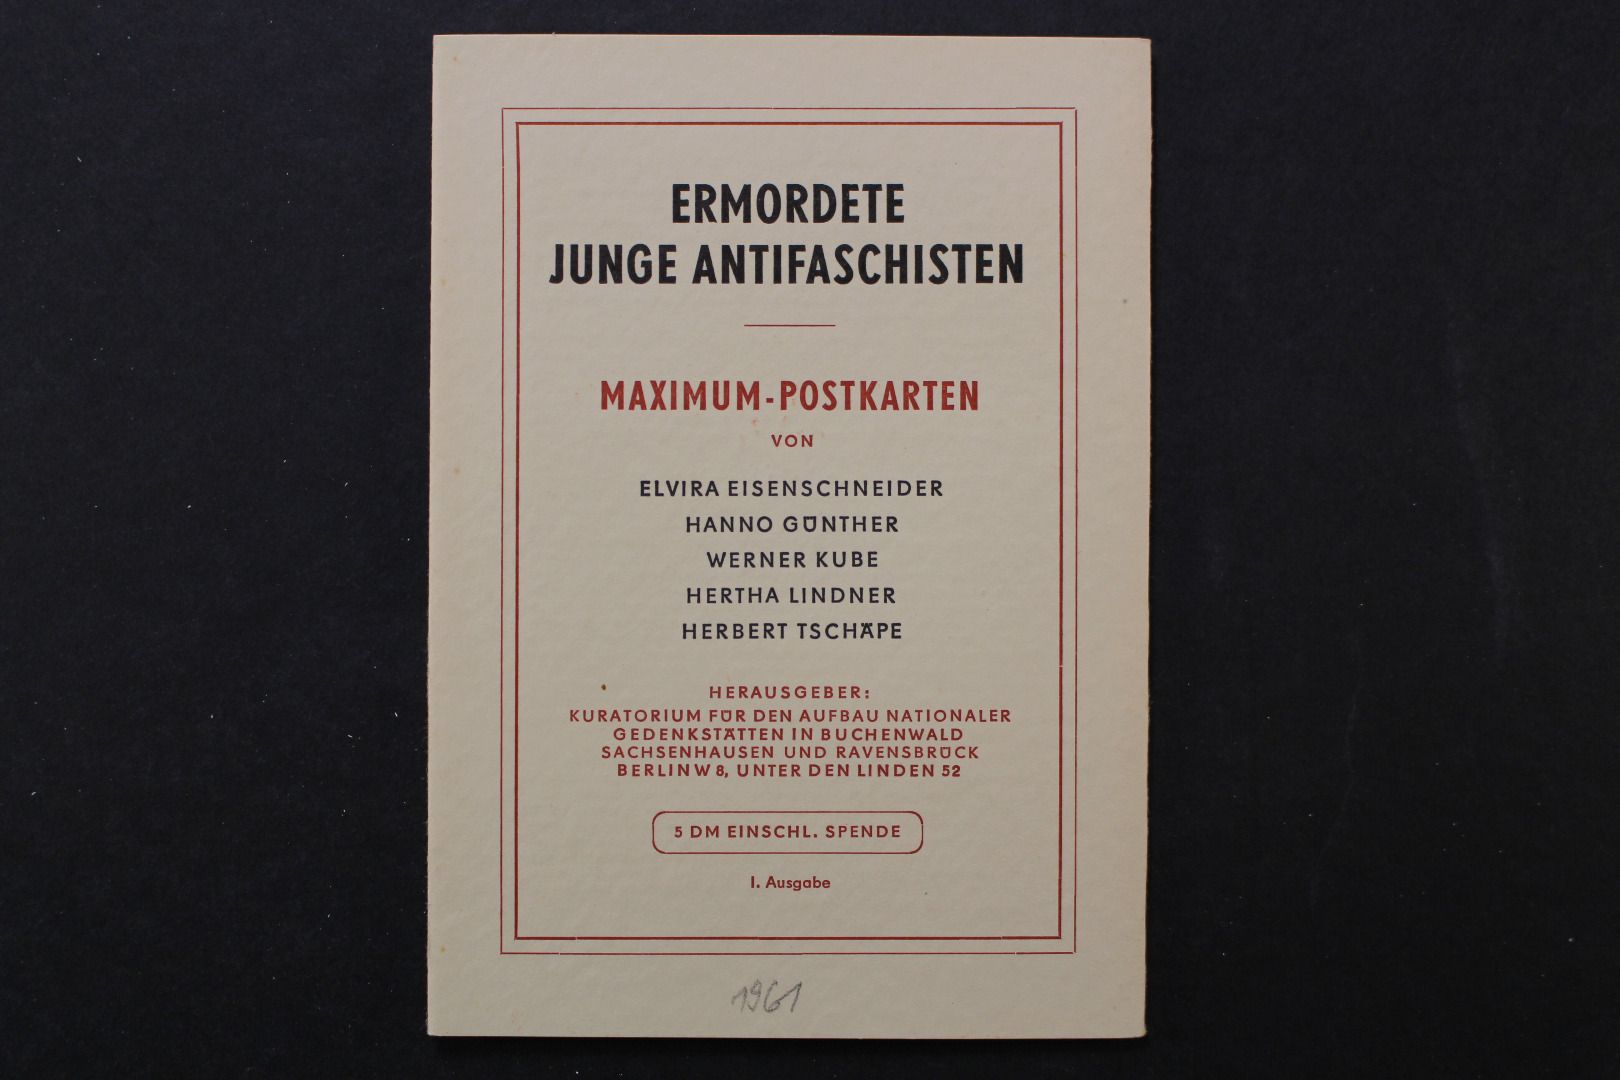 ERMORDETE
JUNGE ANTIFASCHISTEN
MAXIMUM-POSTKARTEN
VON
ELVIRA EISENSCHNEIDER
HANNO GÜNTHER
WERNER KUBE
HERTHA LINDNER
HERBERT TSCHÄPE
HERAUSGEBER:
KURATORIUM FÜR DEN AUFBAU NATIONALER
GEDENKSTÄTTEN IN BUCHENWALD
SACHSENHAUSEN UND RAVENSBRÜCK
BERLIN W 8, UNTER DEN LINDEN 52
5 DM EINSCHL. SPENDE
I. Ausgabe
1961